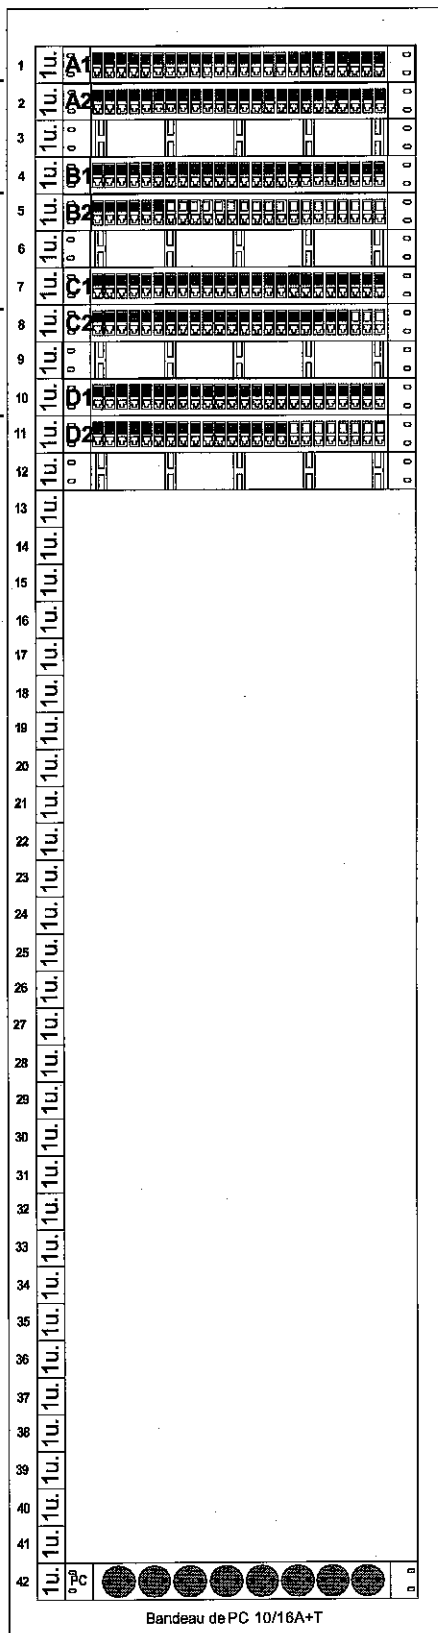 1 1u. A1
2 1u. A2
3 1u.
4 1u. B1
5 1u. B2
6 1u.
7 1u. C1
8 1u. C2
9 1u.
10 1u. D1
11 1u. D2
12 1u.
13 1u.
14 1u.
15 1u.
16 1u.
17 1u.
18 1u.
19 1u.
20 1u.
21 1u.
22 1u.
23 1u.
24 1u.
25 1u.
26 1u.
27 1u.
28 1u.
29 1u.
30 1u.
31 1u.
32 1u.
33 1u.
34 1u.
35 1u.
36 1u.
37 1u.
38 1u.
39 1u.
40 1u.
41 1u.
42 1u. PC
Bandeau de PC 10/16A+T